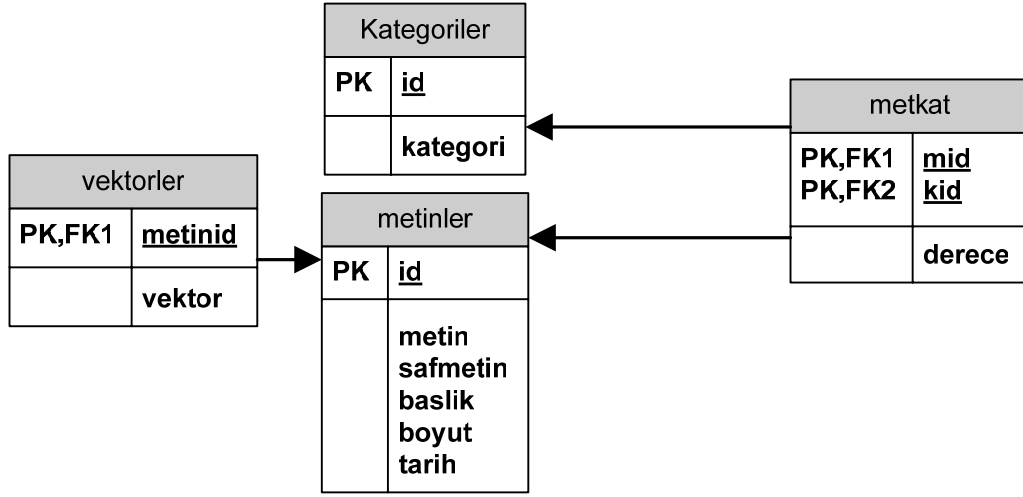 Kategoriler
PK id
kategori
metkat
PK,FK1 mid
PK,FK2 kid
derece
vektorler
PK,FK1 metinid
vektor
metinler
PK id
metin
safmetin
baslik
boyut
tarih